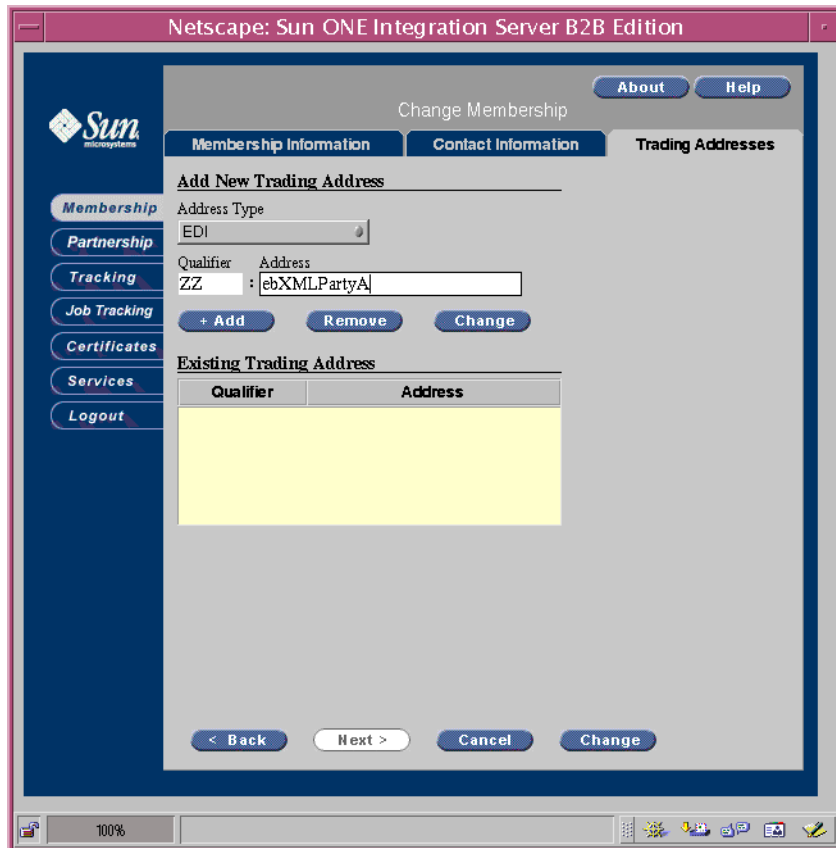 Netscape: Sun ONE Integration Server B2B Edition
About Help
Change Membership
Sun
microsystems
Membership Information Contact Information Trading Addresses
Add New Trading Address
Membership
Address Type
EDI
Partnership
Qualifier Address
Tracking
ZZ : ebXMLPartyA
Job Tracking
+ Add Remove Change
Certificates
Existing Trading Address
Services
Qualifier Address
Logout
< Back Next > Cancel Change
100%